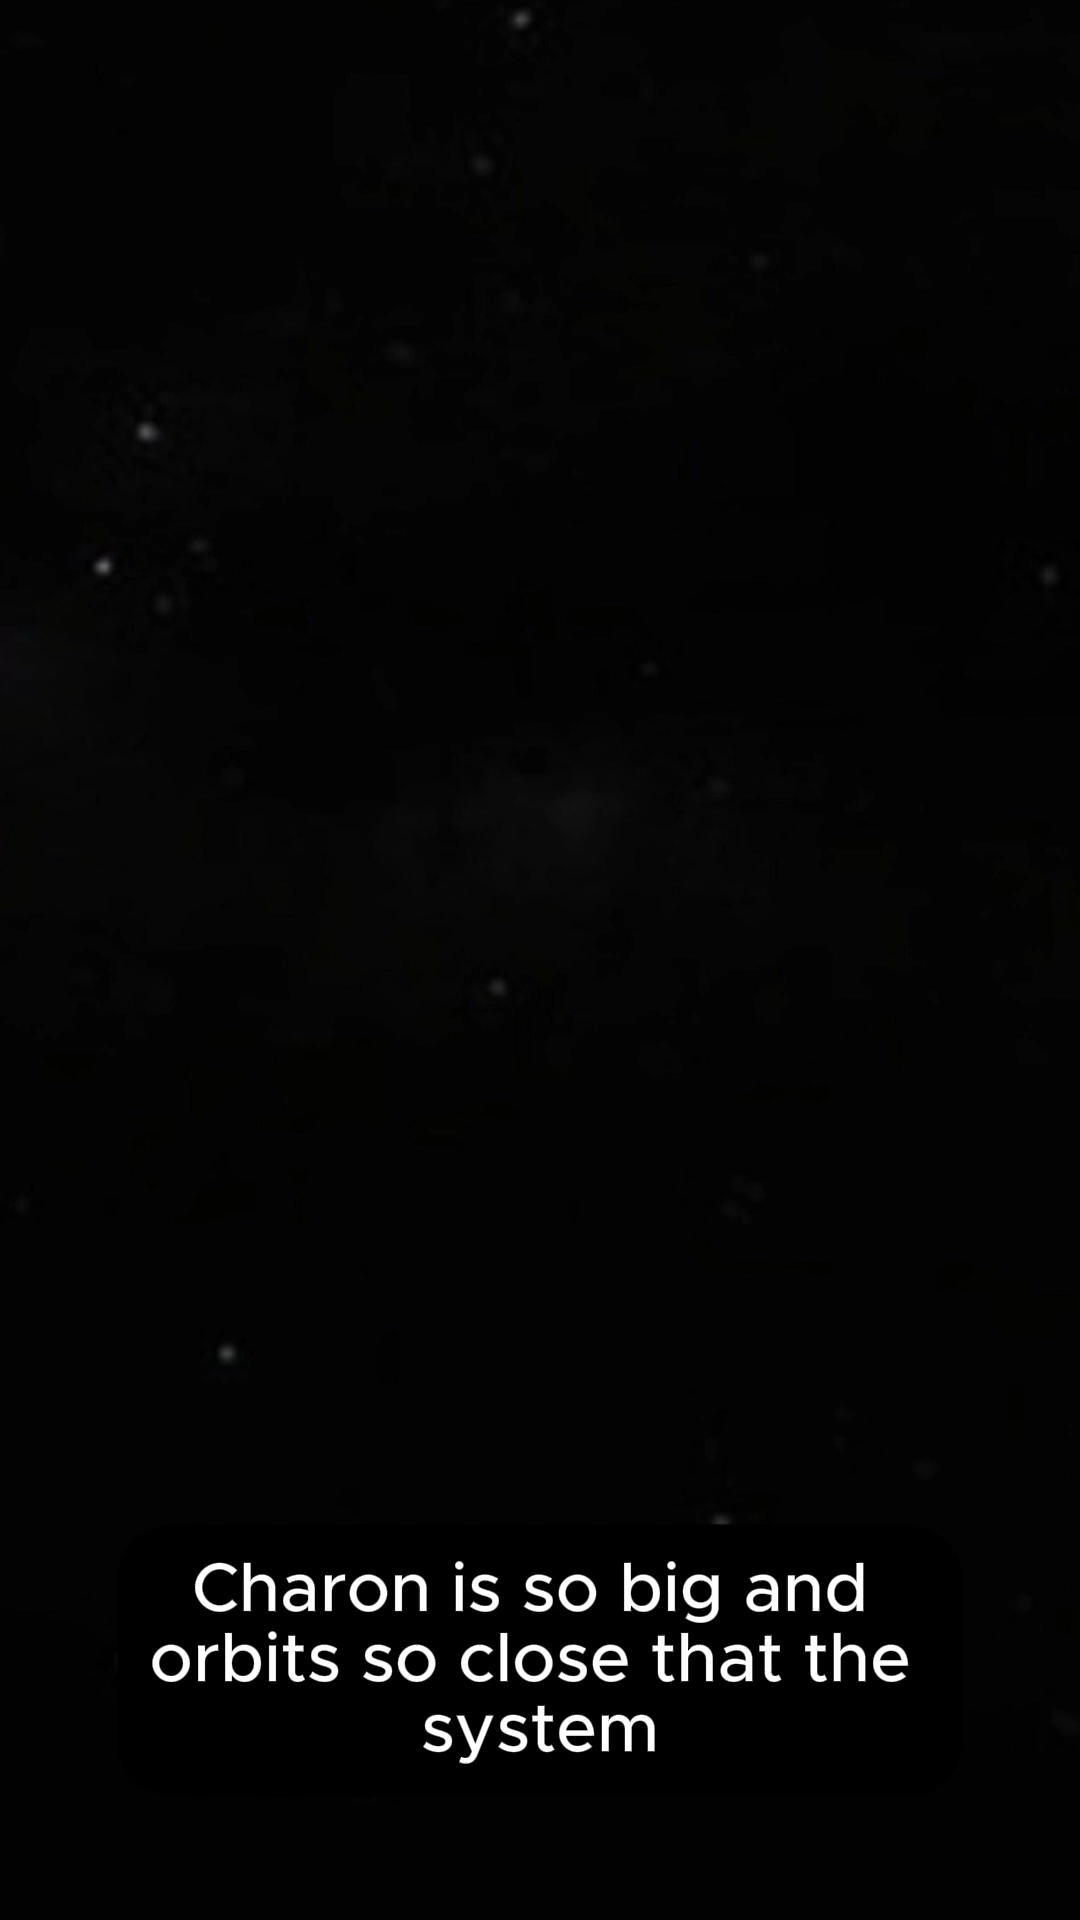 Charon is so big and
orbits so close that the
system